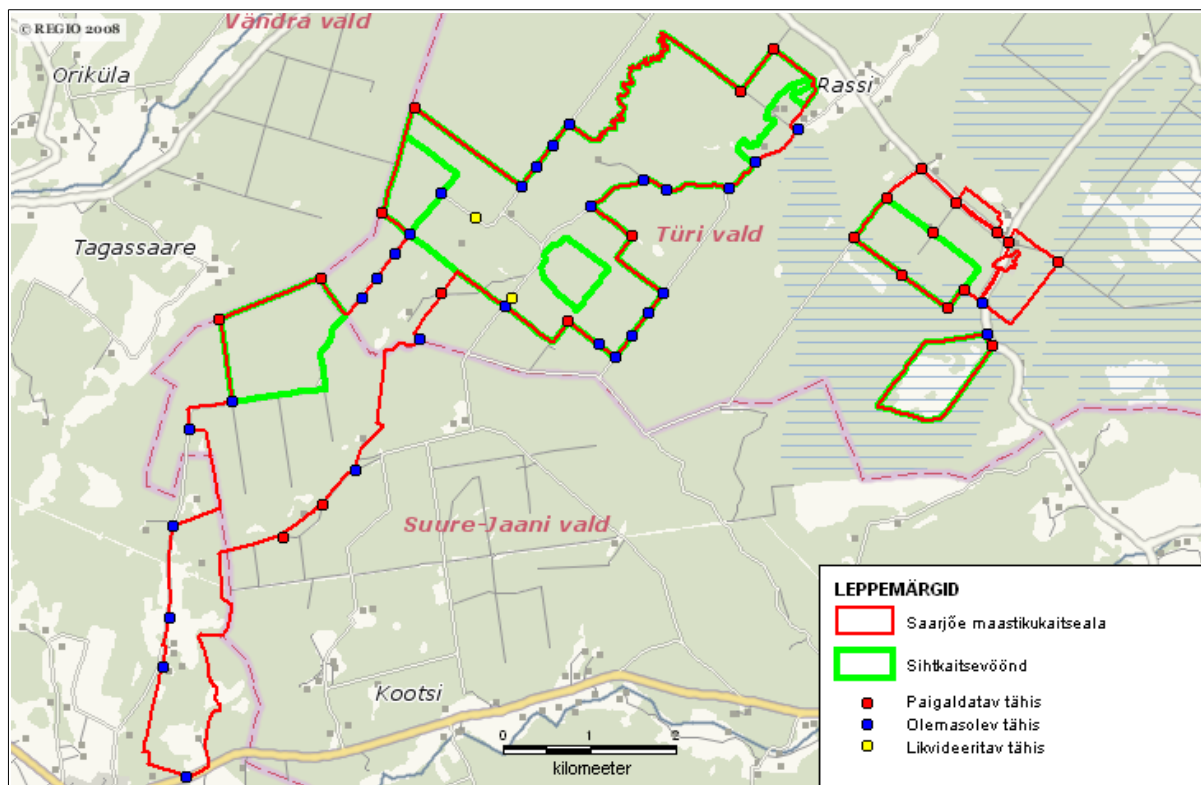 © REGIO 2008
Vändra vald
Oriküla
Rassi
Türi vald
Tagassaare
Suure-Jaani vald
Kootsi
0 1 2
kilomeeter
LEPPEMÄRGID
Saarjõe maastikukaitseala
Sihtkaitsevöönd
Paigaldatav tähis
Olemasolev tähis
Likvideeritav tähis